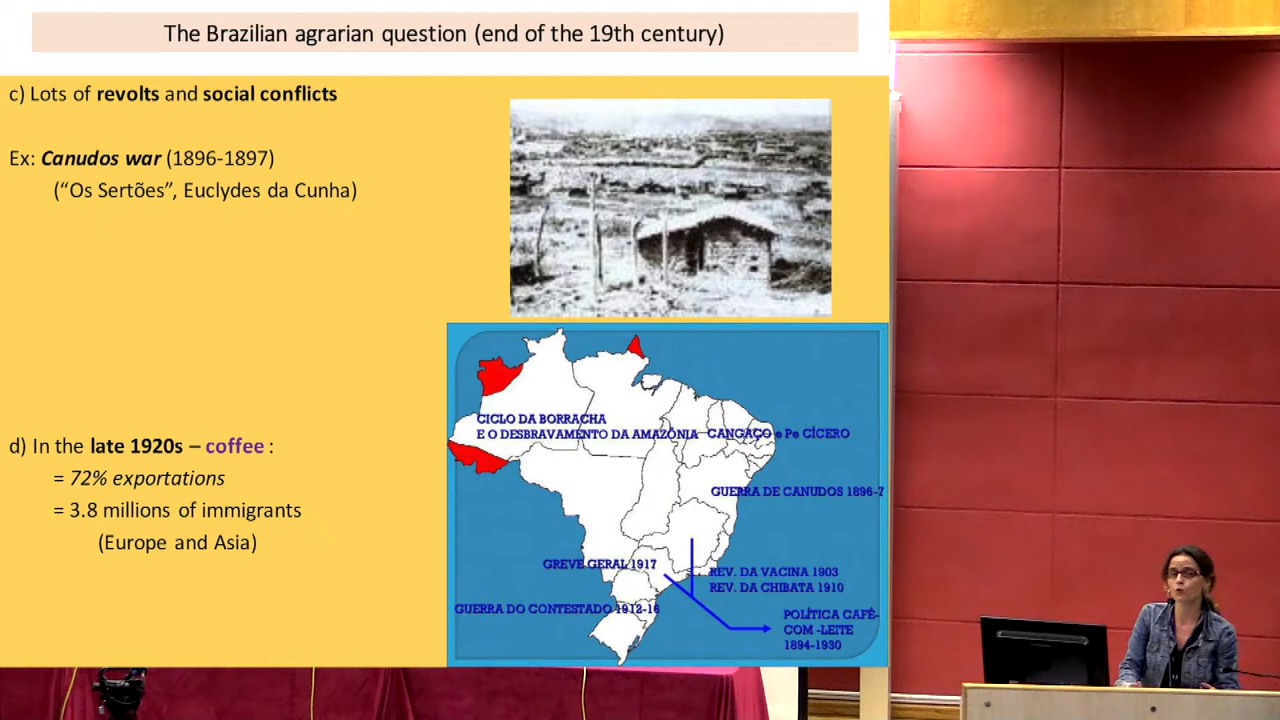 The Brazilian agrarian question (end of the 19th century)
c) Lots of revolts and social conflicts
Ex: Canudos war (1896-1897)
(“Os Sertões”, Euclydes da Cunha)
d) In the late 1920s – coffee :
= 72% exportations
= 3.8 millions of immigrants
(Europe and Asia)
CICLO DA BORRACHA
E O DESBRAVAMENTO DA AMAZÔNIA
CANGAÇO e Pe CÍCERO
GUERRA DE CANUDOS 1896-7
GREVE GERAL 1917
REV. DA VACINA 1903
REV. DA CHIBATA 1910
GUERRA DO CONTESTADO 1912-16
POLÍTICA CAFÉ-
COM -LEITE
1894-1930